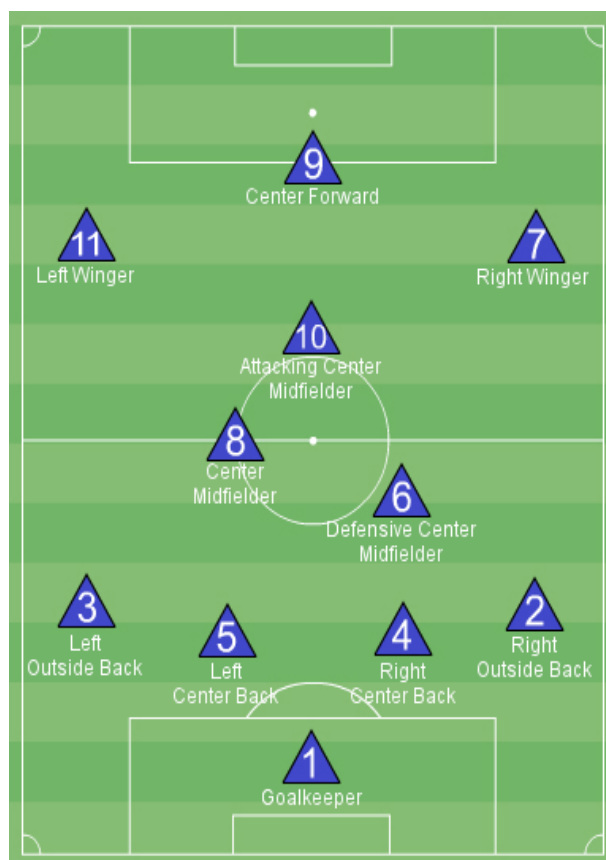 9
Center Forward
11
Left Winger
7
Right Winger
10
Attacking Center
Midfielder
8
Center
Midfielder
6
Defensive Center
Midfielder
3
Left
Outside Back
5
Left
Center Back
4
Right
Center Back
2
Right
Outside Back
1
Goalkeeper